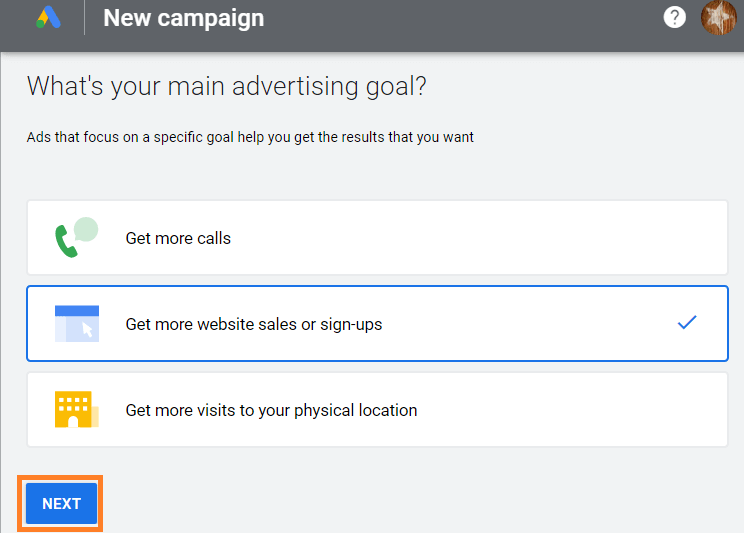 New campaign
What's your main advertising goal?
Ads that focus on a specific goal help you get the results that you want
Get more calls
Get more website sales or sign-ups
Get more visits to your physical location
NEXT